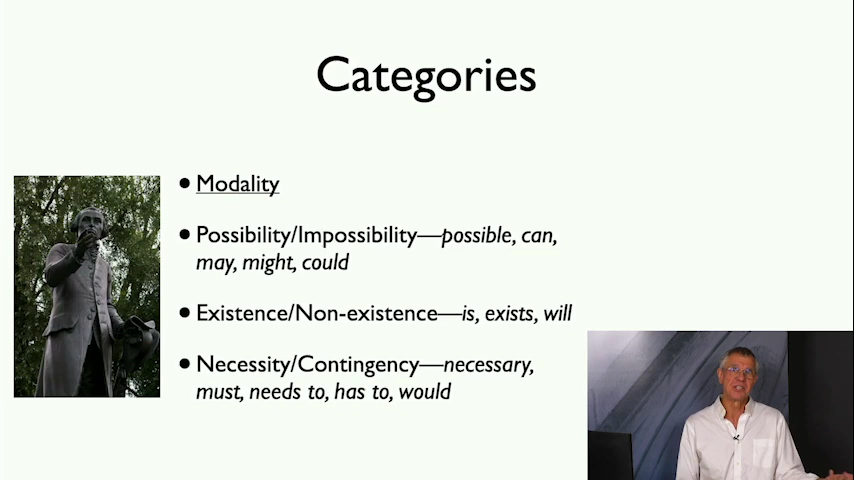 Categories
• Modality
• Possibility/Impossibility—possible, can,
may, might, could
• Existence/Non-existence—is, exists, will
• Necessity/Contingency—necessary,
must, needs to, has to, would
7